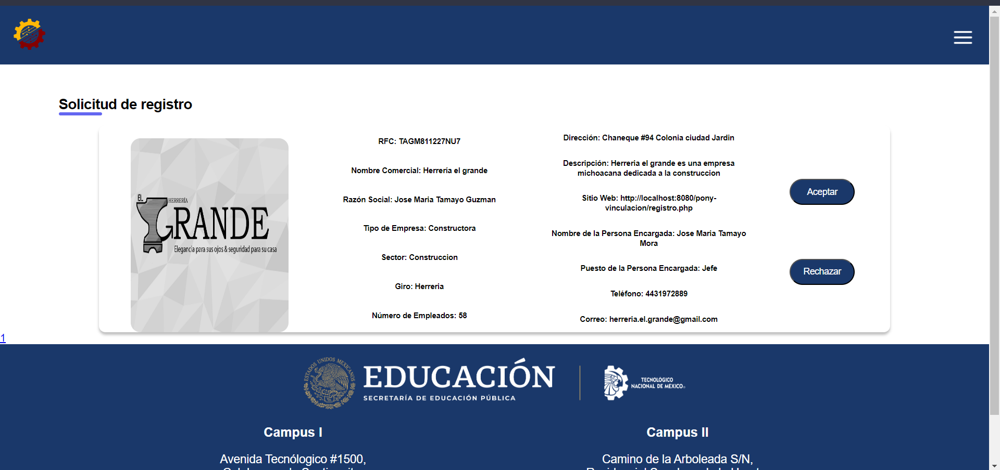 Solicitud de registro
EL
HERRERÍA
GRANDE
Elegancia para sus ojos & seguridad para su casa
RFC: TAGM811227NU7
Nombre Comercial: Herrería el grande
Razón Social: Jose Maria Tamayo Guzman
Tipo de Empresa: Constructora
Sector: Construccion
Giro: Herreria
Número de Empleados: 58
Dirección: Chaneque #94 Colonia ciudad Jardin
Descripción: Herreria el grande es una empresa
michoacana dedicada a la construccion
Sitio Web: http://localhost:8080/pony-
vinculacion/registro.php
Nombre de la Persona Encargada: Jose Maria Tamayo
Mora
Puesto de la Persona Encargada: Jefe
Teléfono: 4431972889
Correo: herreria.el.grande@gmail.com
Aceptar
Rechazar
1
ESTADOS UNIDOS MEXICANOS
EDUCACIÓN
SECRETARÍA DE EDUCACIÓN PÚBLICA
TECNOLÓGICO
NACIONAL DE MÉXICO
Campus I
Avenida Tecnólogico #1500,
Campus II
Camino de la Arboleada S/N,